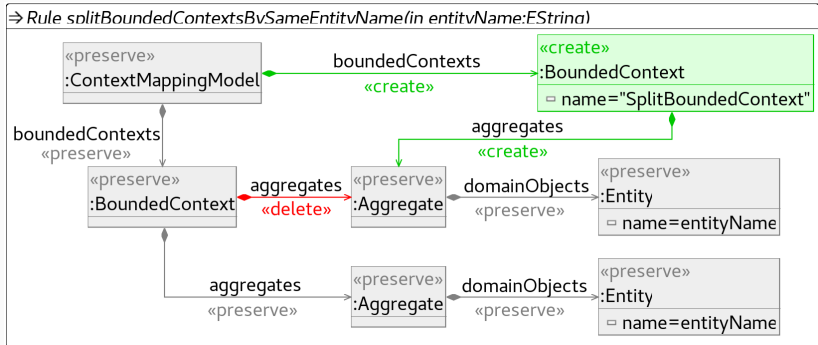 Rule splitBoundedContextsBySameEntityName(in entityName:EString)
«preserve»
:ContextMappingModel
boundedContexts
«create»
«create»
:BoundedContext
name="SplitBoundedContext"
boundedContexts
«preserve»
aggregates
«create»
«preserve»
:BoundedContext
aggregates
«delete»
«preserve»
:Aggregate
domainObjects
«preserve»
«preserve»
:Entity
name=entityName
aggregates
«preserve»
«preserve»
:Aggregate
domainObjects
«preserve»
«preserve»
:Entity
name=entityName